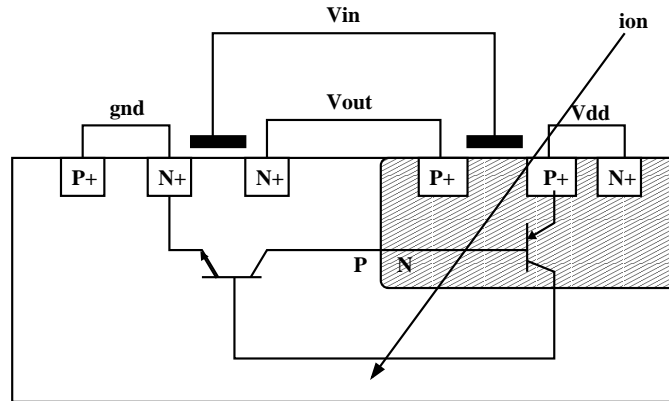 Vin
ion
gnd
Vout
Vdd
P+ N+ N+ P+ P+ N+
P N